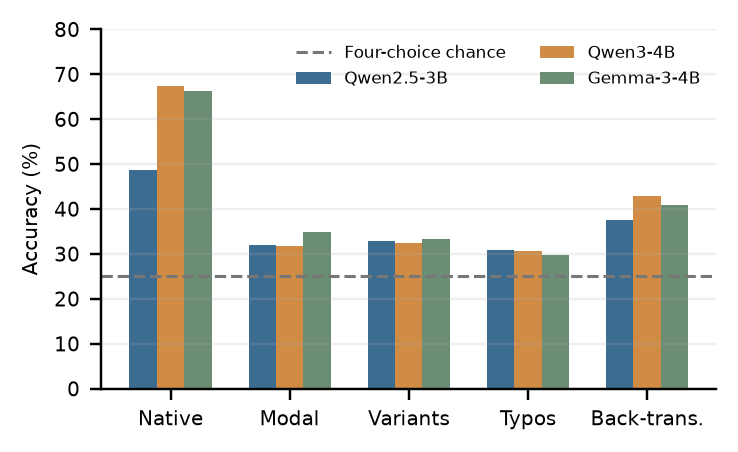 80
70
60
50
40
30
20
10
0
Accuracy (%)
Four-choice chance
Qwen2.5-3B
Qwen3-4B
Gemma-3-4B
Native
Modal
Variants
Typos
Back-trans.